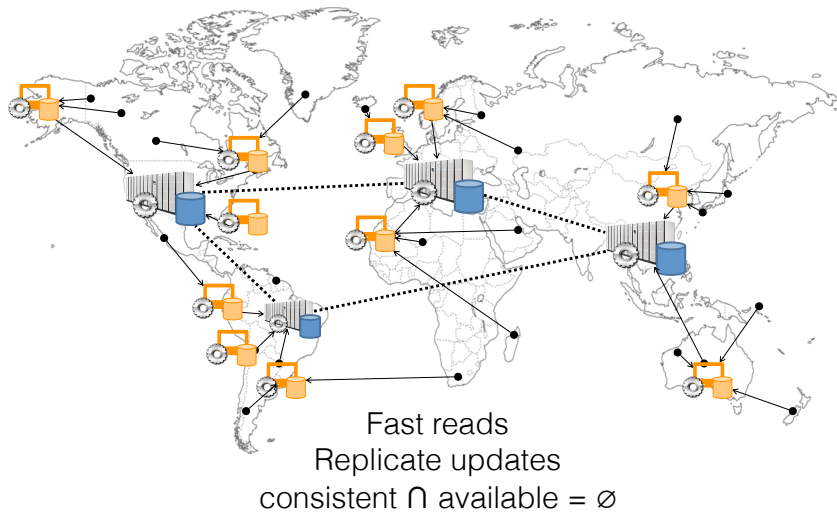 Fast reads
Replicate updates
consistent ∩ available = ∅